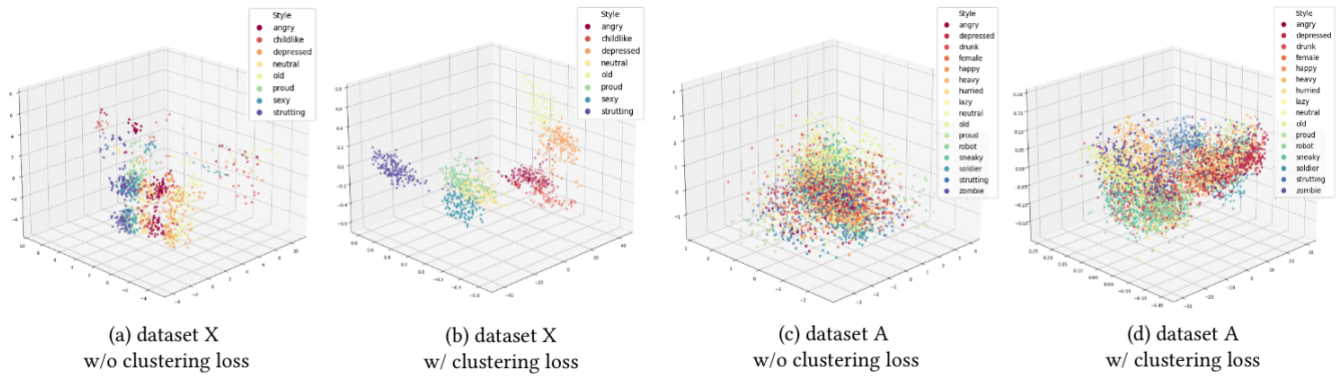 Style
angry
childlike
depressed
neutral
old
proud
sexy
strutting
(a) dataset X
w/o clustering loss
Style
angry
childlike
depressed
neutral
old
proud
sexy
strutting
(b) dataset X
w/ clustering loss
Style
angry
depressed
drunk
female
happy
heavy
hurried
lazy
neutral
old
proud
robot
sneaky
soldier
strutting
zombie
(c) dataset A
w/o clustering loss
Style
angry
depressed
drunk
female
happy
heavy
hurried
lazy
neutral
old
proud
robot
sneaky
soldier
strutting
zombie
(d) dataset A
w/ clustering loss